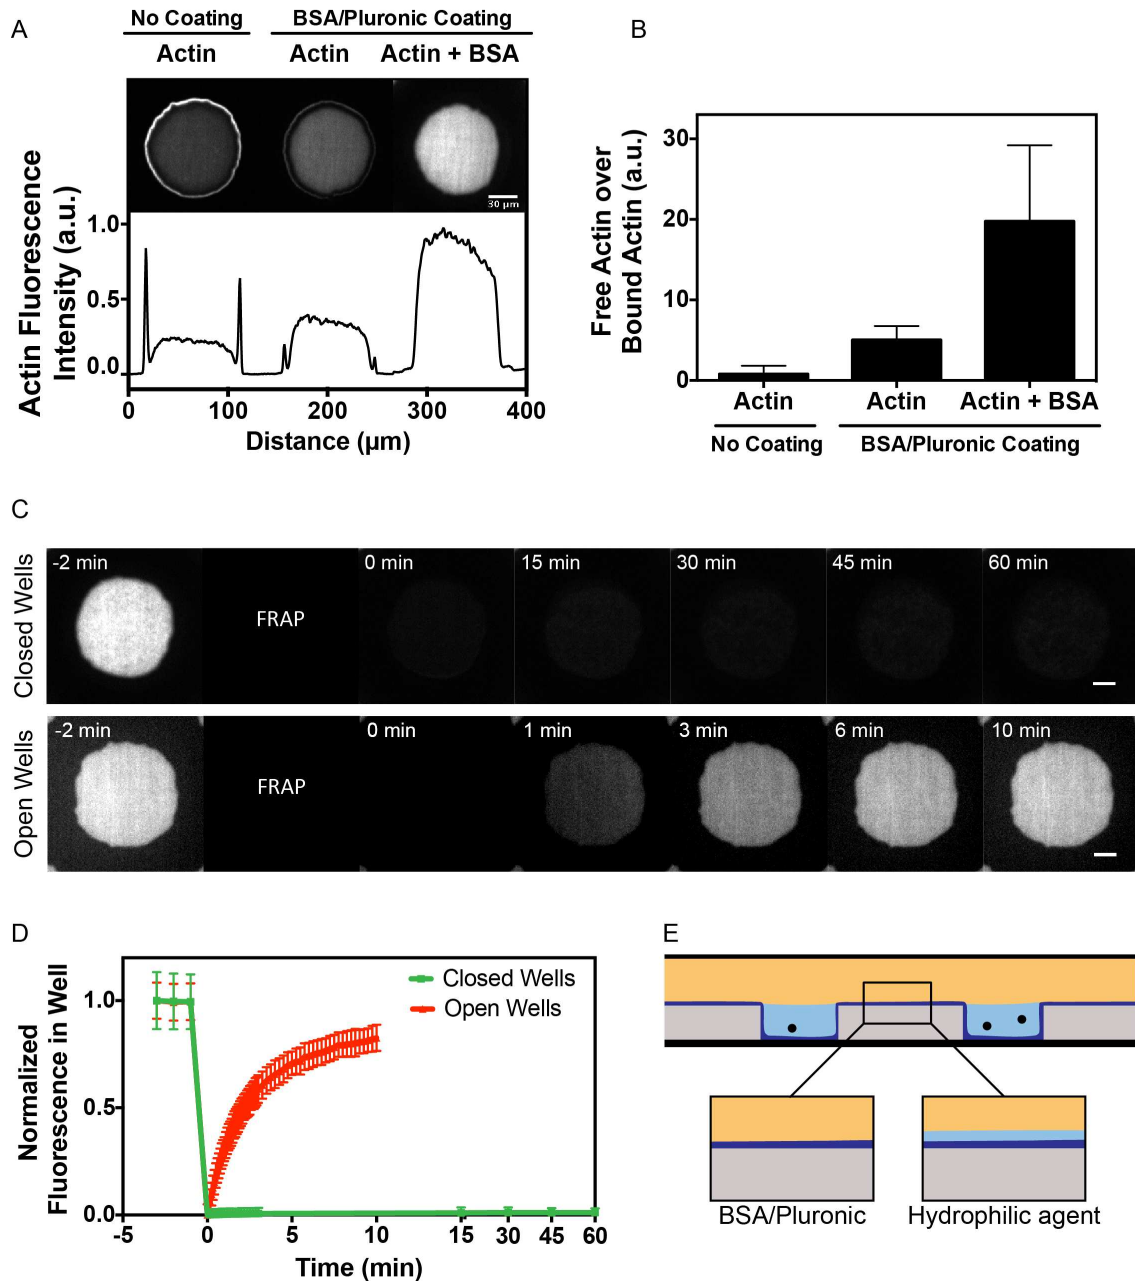 A
No Coating
BSA/Pluronic Coating
Actin
Actin
Actin + BSA
30 µm
Actin Fluorescence
Intensity (a.u.)
1.0
0.5
0.0
0
100
200
300
400
Distance (µm)
B
Free Actin over
Bound Actin (a.u.)
30
20
10
0
Actin
Actin
Actin + BSA
No Coating
BSA/Pluronic Coating
C
Closed Wells
-2 min
FRAP
0 min
15 min
30 min
45 min
60 min
Open Wells
-2 min
FRAP
0 min
1 min
3 min
6 min
10 min
D
Normalized
Fluorescence in Well
1.0
0.5
0.0
Closed Wells
Open Wells
-5
0
5
10
15
30
45
60
Time (min)
E
BSA/Pluronic
Hydrophilic agent